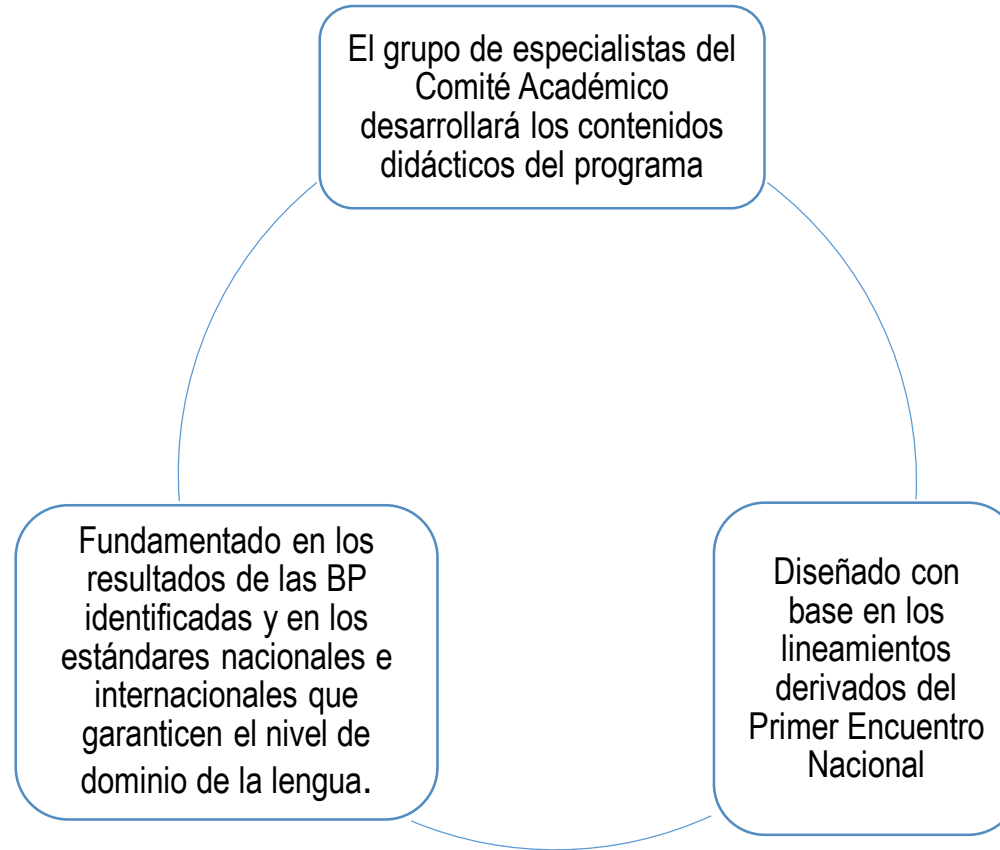 El grupo de especialistas del
Comité Académico
desarrollará los contenidos
didácticos del programa
Diseñado con
base en los
lineamientos
derivados del
Primer Encuentro
Nacional
Fundamentado en los
resultados de las BP
identificadas y en los
estándares nacionales e
internacionales que
garanticen el nivel de
dominio de la lengua.